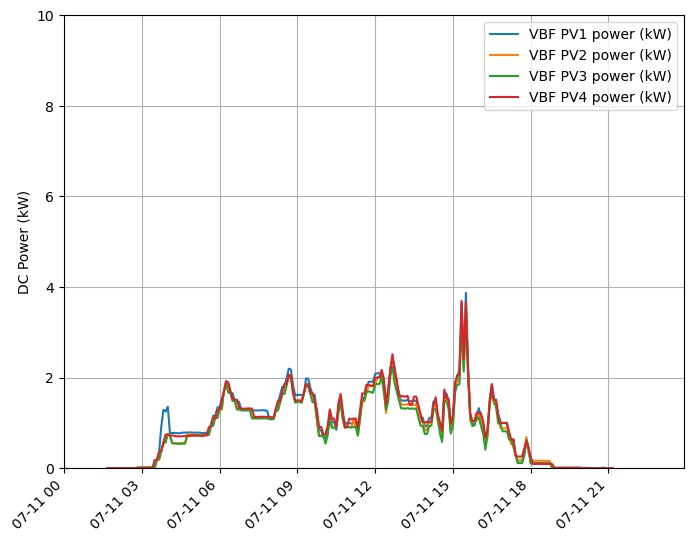 10
8
6
4
2
0
DC Power (kW)
VBF PV1 power (kW)
VBF PV2 power (kW)
VBF PV3 power (kW)
VBF PV4 power (kW)
07-11 00
07-11 03
07-11 06
07-11 09
07-11 12
07-11 15
07-11 18
07-11 21